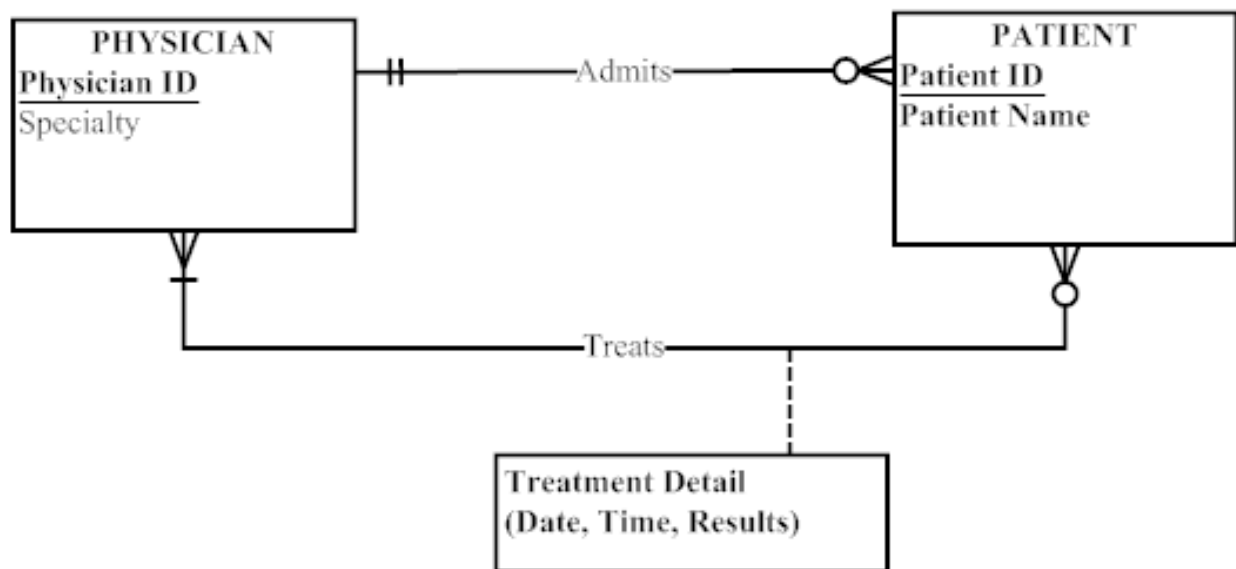 PHYSICIAN
Physician ID
Specialty
Admits
PATIENT
Patient ID
Patient Name
Treats
Treatment Detail
(Date, Time, Results)